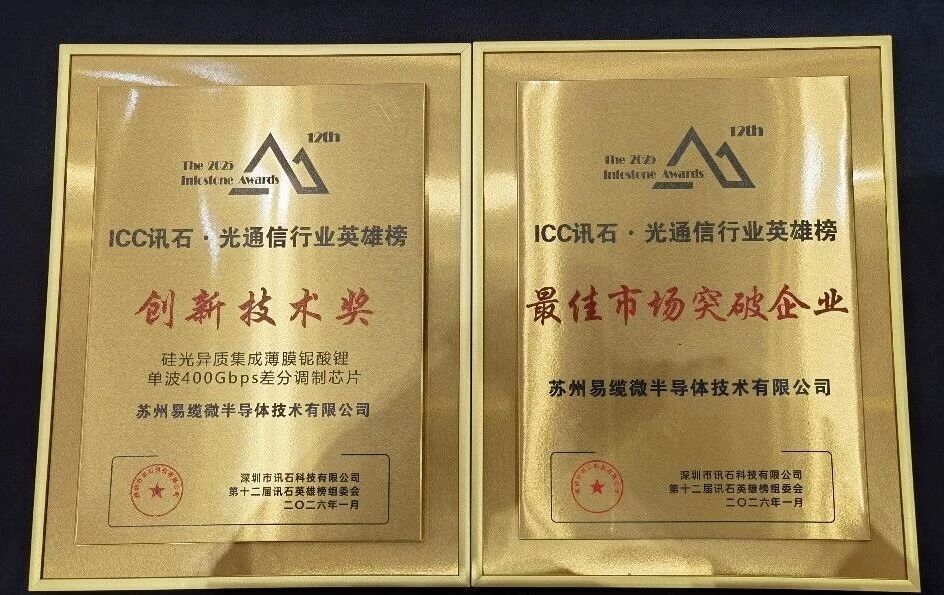 12th
The 2025
Infostone Awards
ICC讯石·光通信行业英雄榜
创新技术奖
硅光异质集成薄膜铌酸锂
单波400Gbps差分调制芯片
苏州易缆微半导体技术有限公司
深圳市讯石科技有限公司
第十二届讯石英雄榜组委会
二〇二六年一月
12th
The 2025
Infostone Awards
ICC讯石·光通信行业英雄榜
最佳市场突破企业
苏州易缆微半导体技术有限公司
深圳市讯石科技有限公司
第十二届讯石英雄榜组委会
二〇二六年一月